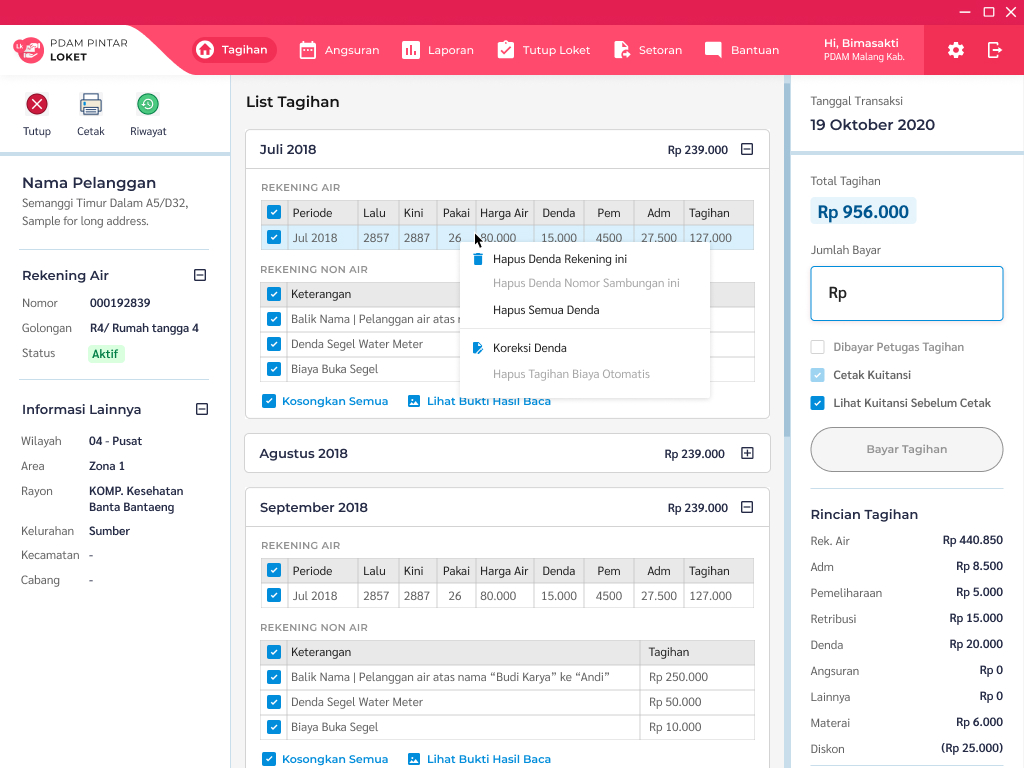 PDAM PINTAR
LOKET
Tagihan
Angsuran
Laporan
Tutup Loket
Setoran
Bantuan
Hi, Bimasakti
PDAM Malang Kab.
Tutup
Cetak
Riwayat
Nama Pelanggan
Semanggi Timur Dalam A5/D32,
Sample for long address.
Rekening Air
Nomor 000192839
Golongan R4/ Rumah tangga 4
Status Aktif
Informasi Lainnya
Wilayah 04 - Pusat
Area Zona 1
Rayon KOMP. Kesehatan
Banta Bantaeng
Kelurahan Sumber
Kecamatan -
Cabang -
List Tagihan
Juli 2018 Rp 239.000
REKENING AIR
Periode Lalu Kini Pakai Harga Air Denda Pem Adm Tagihan
Jul 2018 2857 2887 26 80.000 15.000 4500 27.500 127.000
REKENING NON AIR
Keterangan
Balik Nama | Pelanggan air atas
Denda Segel Water Meter
Biaya Buka Segel
Hapus Denda Rekening ini
Hapus Denda Nomor Sambungan ini
Hapus Semua Denda
Koreksi Denda
Hapus Tagihan Biaya Otomatis
Kosongkan Semua Lihat Bukti Hasil Baca
Agustus 2018 Rp 239.000
September 2018 Rp 239.000
REKENING AIR
Periode Lalu Kini Pakai Harga Air Denda Pem Adm Tagihan
Jul 2018 2857 2887 26 80.000 15.000 4500 27.500 127.000
REKENING NON AIR
Keterangan Tagihan
Balik Nama | Pelanggan air atas nama “Budi Karya” ke “Andi” Rp 250.000
Denda Segel Water Meter Rp 50.000
Biaya Buka Segel Rp 10.000
Kosongkan Semua Lihat Bukti Hasil Baca
Tanggal Transaksi
19 Oktober 2020
Total Tagihan
Rp 956.000
Jumlah Bayar
Rp
Dibayar Petugas Tagihan
Cetak Kuitansi
Lihat Kuitansi Sebelum Cetak
Bayar Tagihan
Rincian Tagihan
Rek. Air Rp 440.850
Adm Rp 8.500
Pemeliharaan Rp 5.000
Retribusi Rp 15.000
Denda Rp 20.000
Angsuran Rp 0
Lainnya Rp 0
Materai Rp 6.000
Diskon (Rp 25.000)